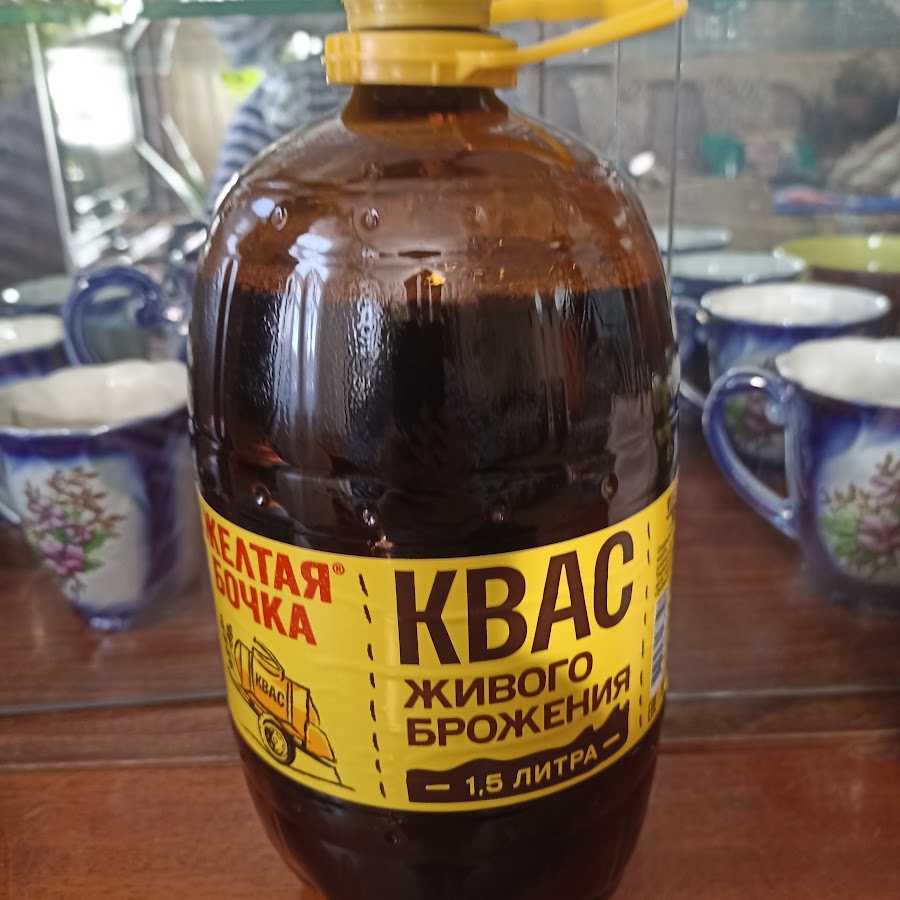 ЖЕЛТАЯ®
БОЧКА
КВАС
КВАС
ЖИВОГО
БРОЖЕНИЯ
— 1,5 ЛИТРА —